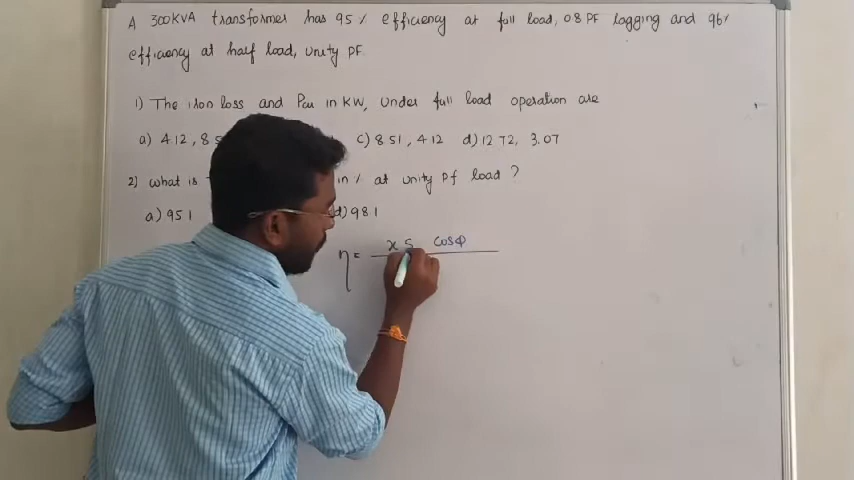 A 300KVA transformer has 95% efficiency at full load, 0.8 PF lagging and 96%
efficiency at half load, unity PF
1) The iron loss and Pcu in KW, under full load operation are
a) 4.12, 8.5 c) 8.51, 4.12 d) 12.72, 3.07
2) what is in % at unity pf load ?
a) 95.1 d) 98.1
η = x S cosφ